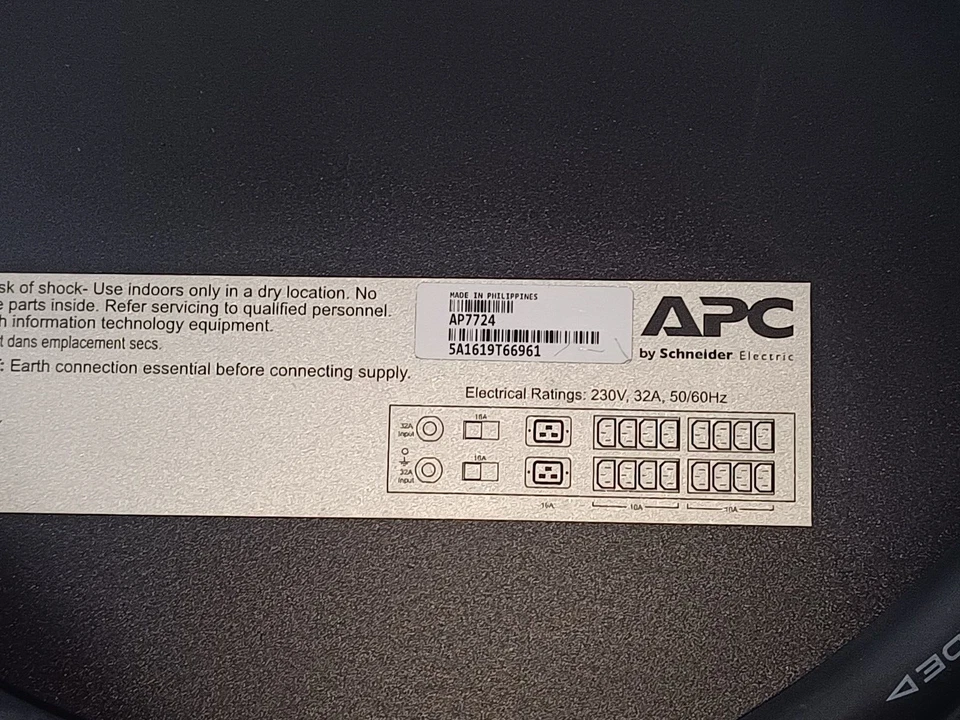 sk of shock- Use indoors only in a dry location. No
parts inside. Refer servicing to qualified personnel.
h information technology equipment.
t dans emplacement secs.
: Earth connection essential before connecting supply.
MADE IN PHILIPPINES
AP7724
5A1619T66961
APC
by Schneider Electric
Electrical Ratings: 230V, 32A, 50/60Hz
32A
Input
16A
32A
Input
16A
16A
10A
10A